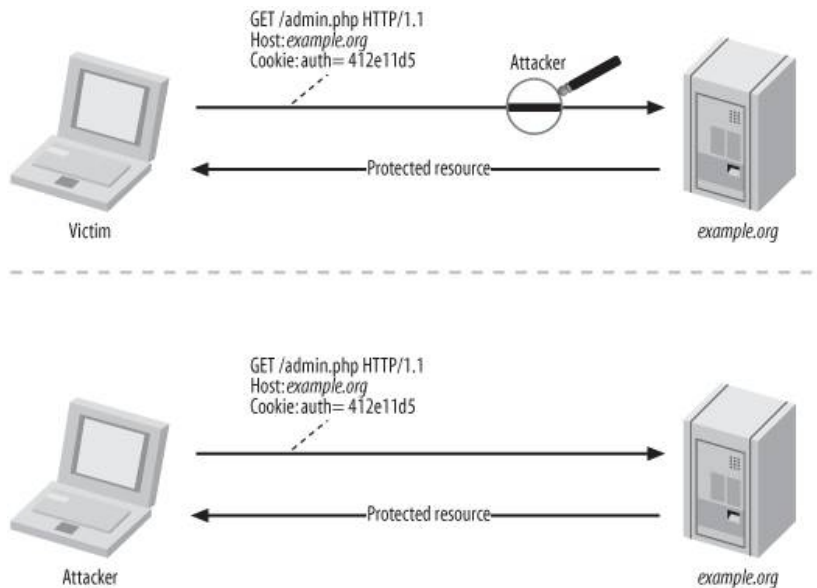 GET /admin.php HTTP/1.1
Host: example.org
Cookie: auth= 412e11d5
Attacker
Protected resource
Victim
example.org
GET /admin.php HTTP/1.1
Host: example.org
Cookie: auth= 412e11d5
Protected resource
Attacker
example.org